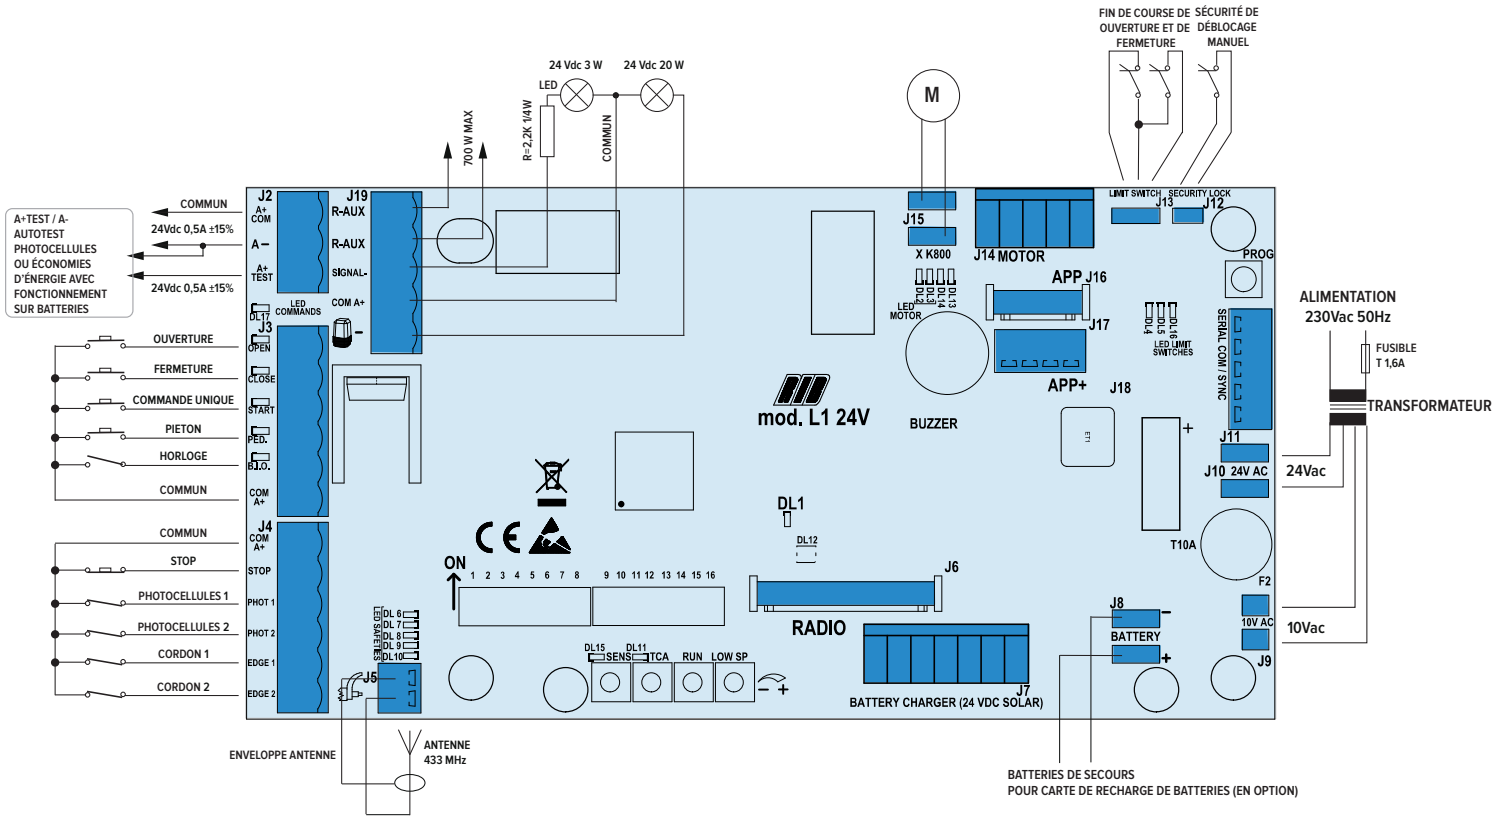 FIN DE COURSE DE
OUVERTURE ET DE
FERMETURE
SÉCURITÉ DE
DÉBLOCAGE
MANUEL
24 Vdc 3 W
24 Vdc 20 W
LED
R=2,2K 1/4W
COMMUN
700 W MAX
M
A+TEST / A-
AUTOTEST
PHOTOCELLULES
OU ÉCONOMIES
D'ÉNERGIE AVEC
FONCTIONNEMENT
SUR BATTERIES
COMMUN
24Vdc 0,5A ±15%
24Vdc 0,5A ±15%
J2
A+
COM
A-
A+
TEST
J19
R-AUX
R-AUX
SIGNAL-
COM A+
-
LED
COMMANDS
DL17
J3
OPEN
CLOSE
START
PED.
B.I.O.
COM
A+
OUVERTURE
FERMETURE
COMMANDE UNIQUE
PIETON
HORLOGE
COMMUN
J4
COM
A+
STOP
PHOT 1
PHOT 2
EDGE 1
EDGE 2
COMMUN
STOP
PHOTOCELLULES 1
PHOTOCELLULES 2
CORDON 1
CORDON 2
J15
X K800
J14 MOTOR
LIMIT SWITCH
J13
SECURITY LOCK
J12
PROG
DL2
DL3
DL14
DL13
LED
MOTOR
APP J16
J17
APP+
J18
DL4
DL5
DL16
LED LIMIT
SWITCHES
SERIAL COM / SYNC
BUZZER
mod. L1 24V
ET1
+
J11
J10 24V AC
T10A
F2
10V AC
J9
ALIMENTATION
230Vac 50Hz
FUSIBLE
T 1,6A
TRANSFORMATEUR
24Vac
10Vac
CE
DL1
DL12
ON
1 2 3 4 5 6 7 8
9 10 11 12 13 14 15 16
LED SAFETIES
DL 6
DL 7
DL 8
DL 9
DL10
J5
DL15 SENS
DL11 TCA
RUN
LOW SP
- +
J6
RADIO
J7
BATTERY CHARGER (24 VDC SOLAR)
J8
-
BATTERY
+
ENVELOPPE ANTENNE
ANTENNE
433 MHz
BATTERIES DE SECOURS
POUR CARTE DE RECHARGE DE BATTERIES (EN OPTION)